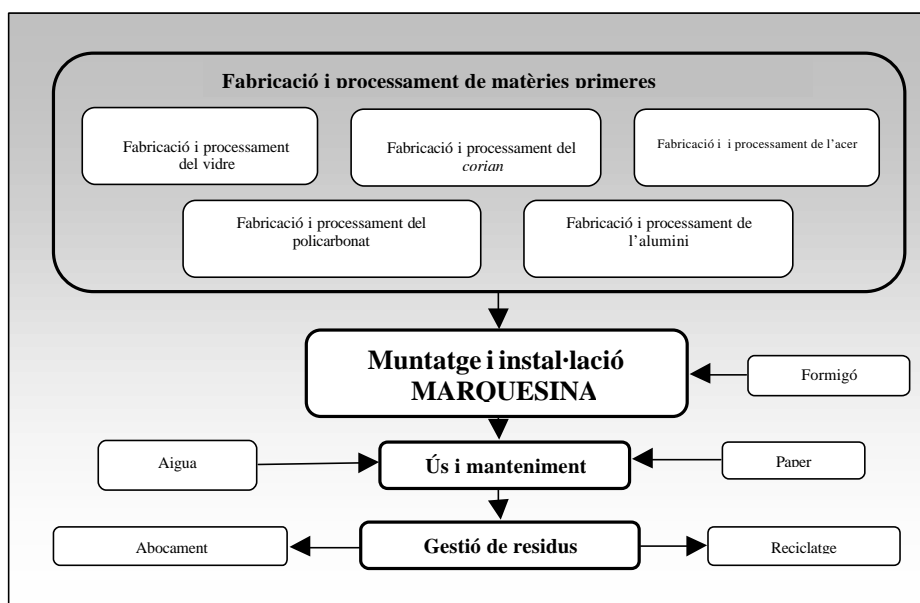 Fabricació i processament de matèries primeres
Fabricació i processament
del vidre
Fabricació i processament del
corian
Fabricació i  i processament de l'acer
Fabricació i processament del
policarbonat
Fabricació i processament de
l'alumini
Muntatge i instal·lació
MARQUESINA
Formigó
Aigua
Ús i manteniment
Paper
Abocament
Gestió de residus
Reciclatge